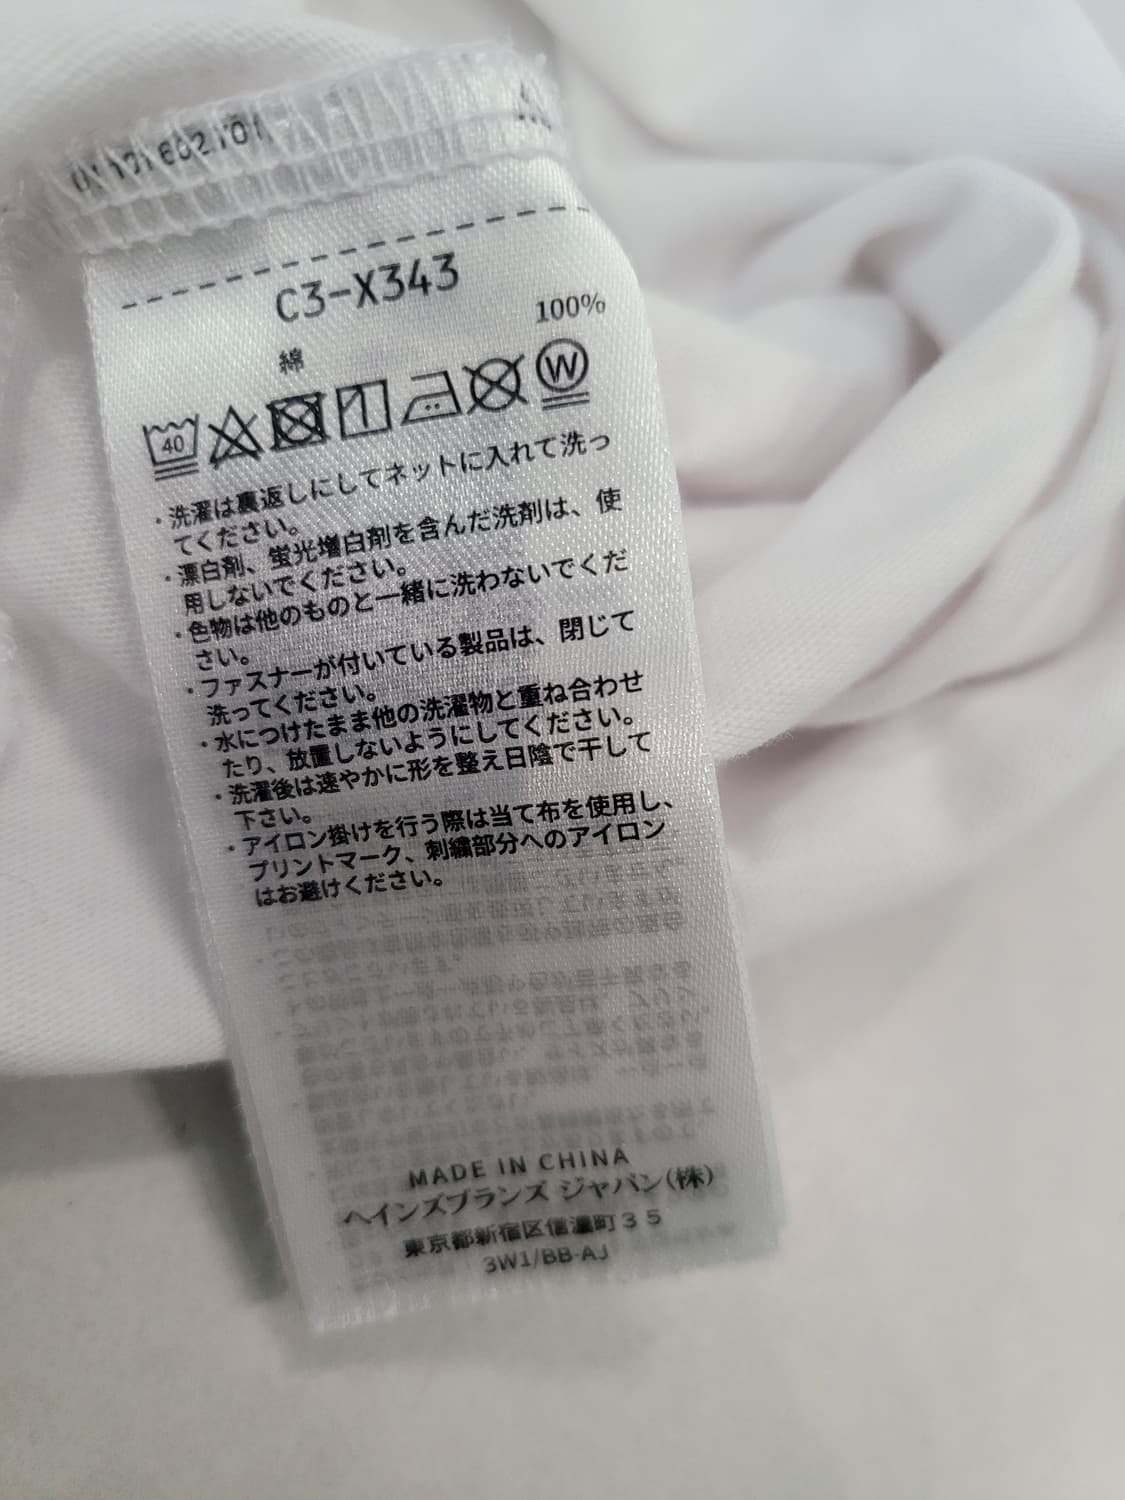 C3-X343
綿 100%
40 W
・洗濯は裏返しにしてネットに入れて洗っ
てください。
・漂白剤、蛍光増白剤を含んだ洗剤は、使
用しないでください。
・色物は他のものと一緒に洗わないでくだ
さい。
・ファスナーが付いている製品は、閉じて
洗ってください。
・水につけたまま他の洗濯物と重ね合わせ
たり、放置しないようにしてください。
・洗濯後は速やかに形を整え日陰で干して
下さい。
・アイロン掛けを行う際は当て布を使用し、
プリントマーク、刺繍部分へのアイロン
はお避けください。
MADE IN CHINA
ヘインズブランズ ジャパン(株)
東京都新宿区信濃町35
3W1/BB-AJ